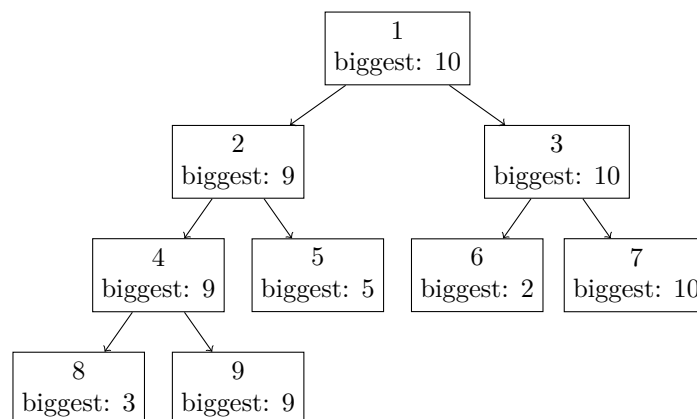 1
biggest: 10
2
biggest: 9
3
biggest: 10
4
biggest: 9
5
biggest: 5
6
biggest: 2
7
biggest: 10
8
biggest: 3
9
biggest: 9